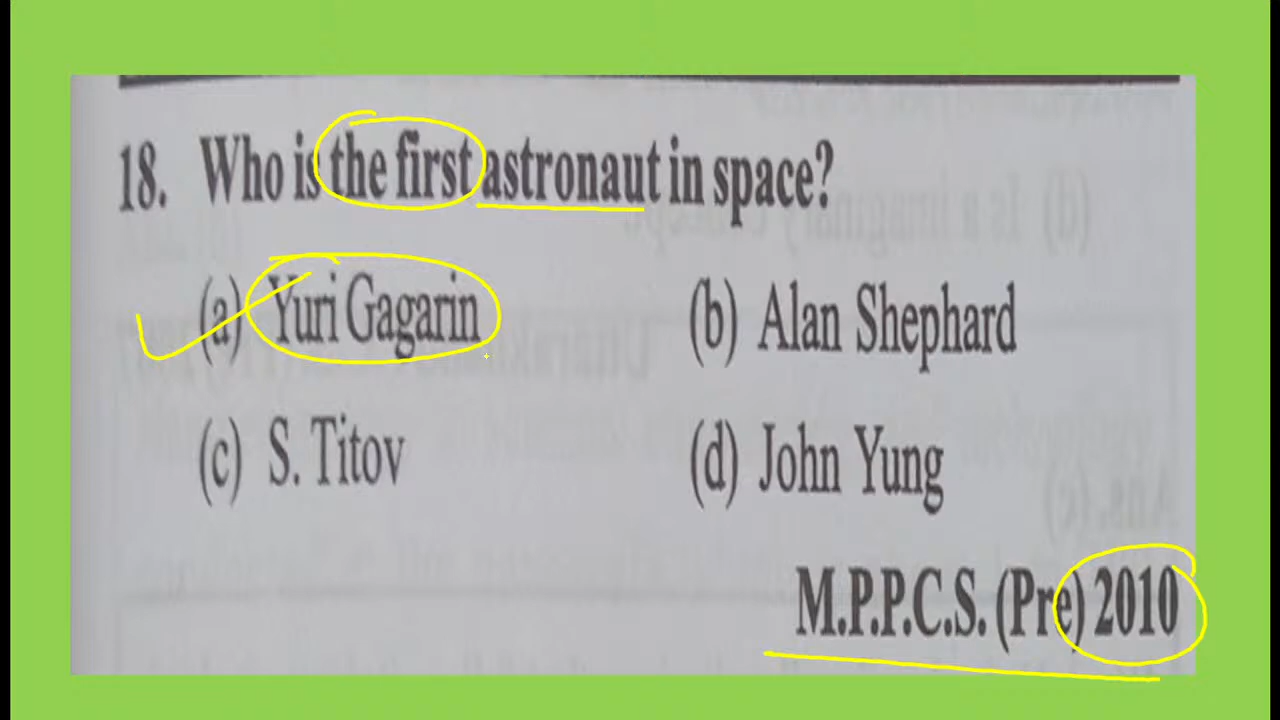 18. Who is the first astronaut in space?
(a) Yuri Gagarin (b) Alan Shephard
(c) S. Titov (d) John Yung
M.P.P.C.S. (Pre) 2010